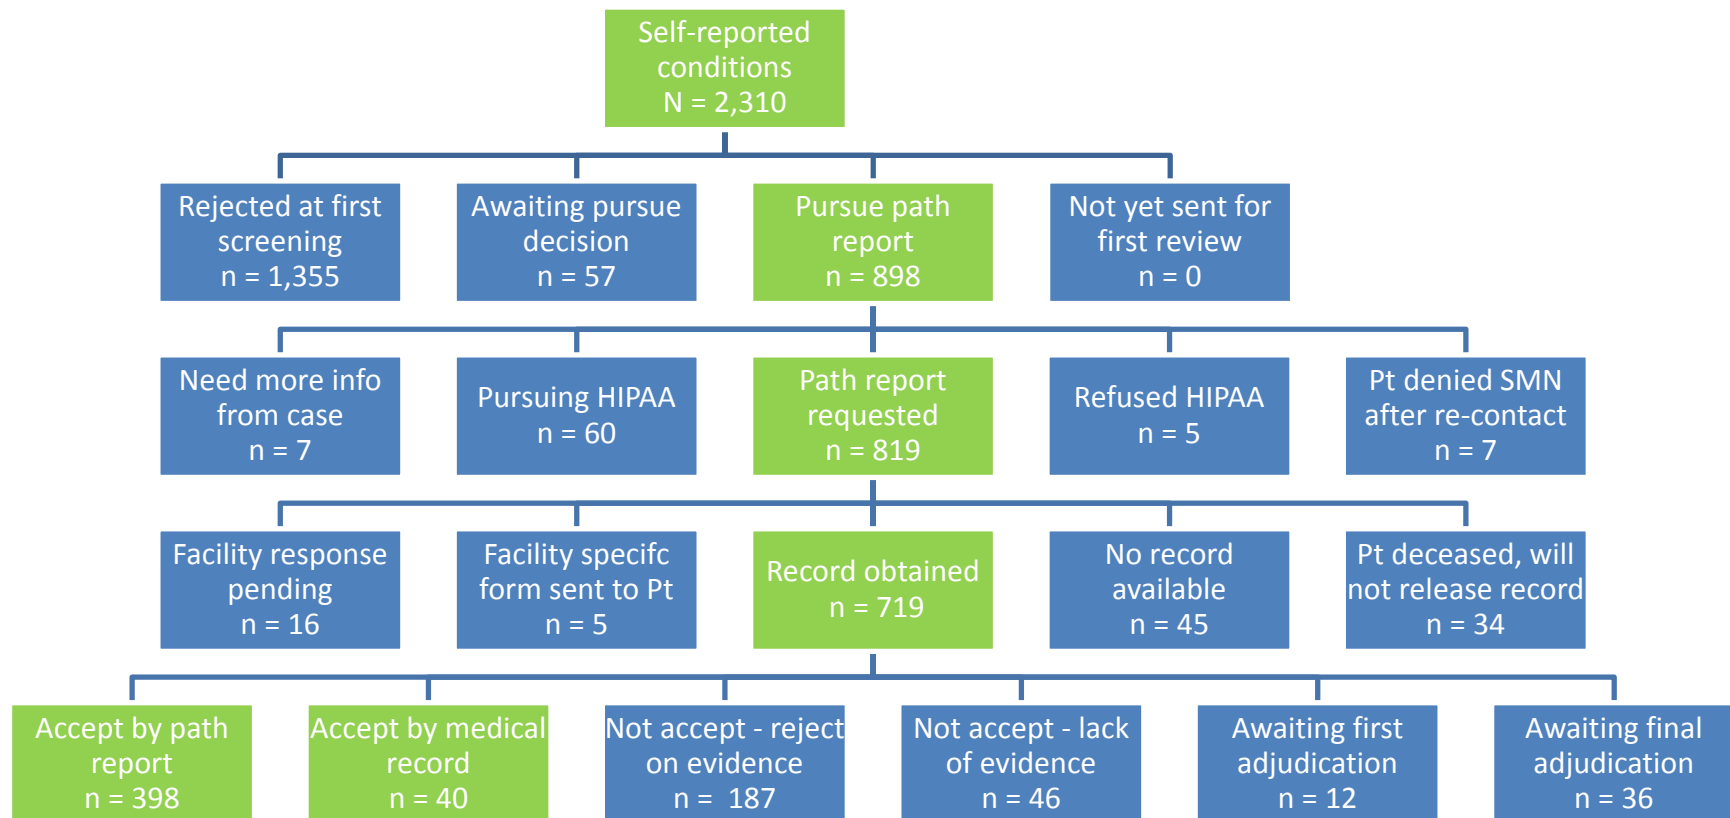 Self-reported
conditions
N = 2,310
Rejected at first
screening
n = 1,355
Awaiting pursue
decision
n = 57
Pursue path
report
n = 898
Not yet sent for
first review
n = 0
Need more info
from case
n = 7
Pursuing HIPAA
n = 60
Path report
requested
n = 819
Refused HIPAA
n = 5
Pt denied SMN
after re-contact
n = 7
Facility response
pending
n = 16
Facility specifc
form sent to Pt
n = 5
Record obtained
n = 719
No record
available
n = 45
Pt deceased, will
not release record
n = 34
Accept by path
report
n = 398
Accept by medical
record
n = 40
Not accept - reject
on evidence
n = 187
Not accept - lack
of evidence
n = 46
Awaiting first
adjudication
n = 12
Awaiting final
adjudication
n = 36